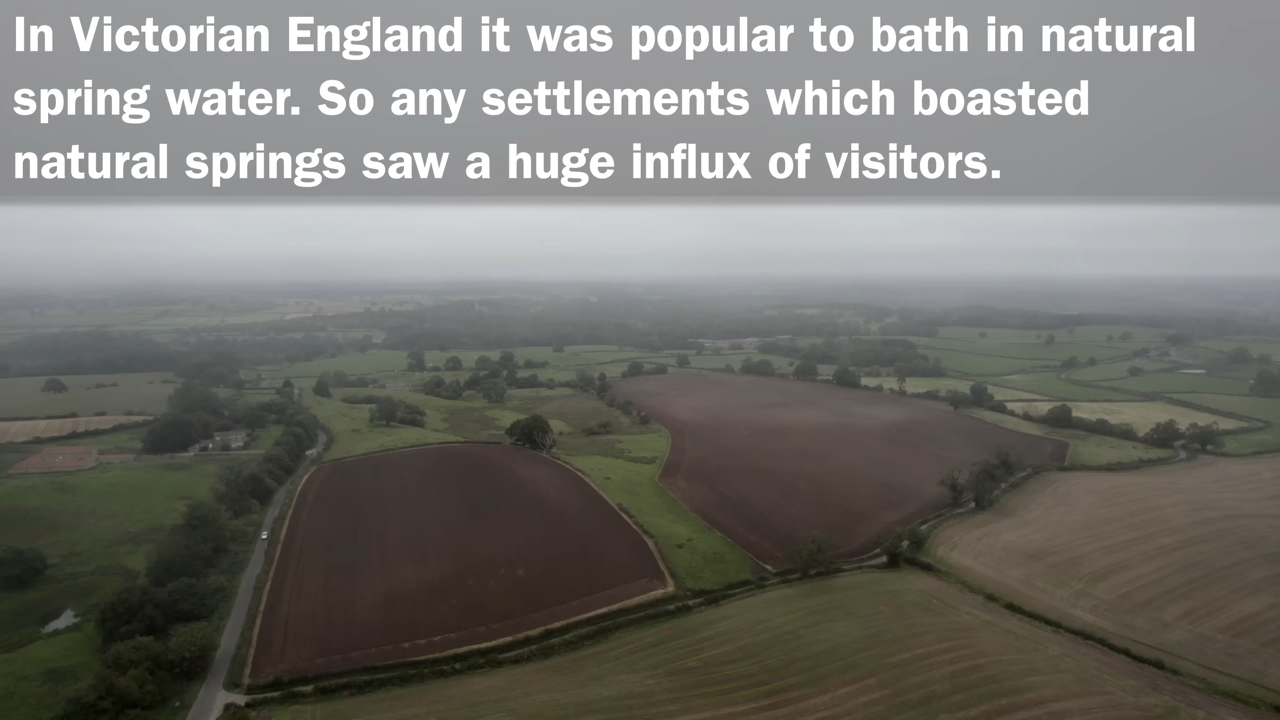 In Victorian England it was popular to bath in natural
spring water. So any settlements which boasted
natural springs saw a huge influx of visitors.